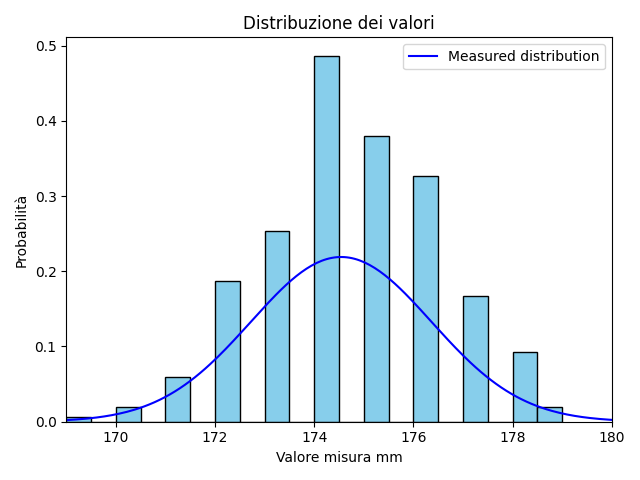 Distribuzione dei valori
Measured distribution
0.5
0.4
0.3
0.2
0.1
0.0
Probabilità
170 172 174 176 178 180
Valore misura mm